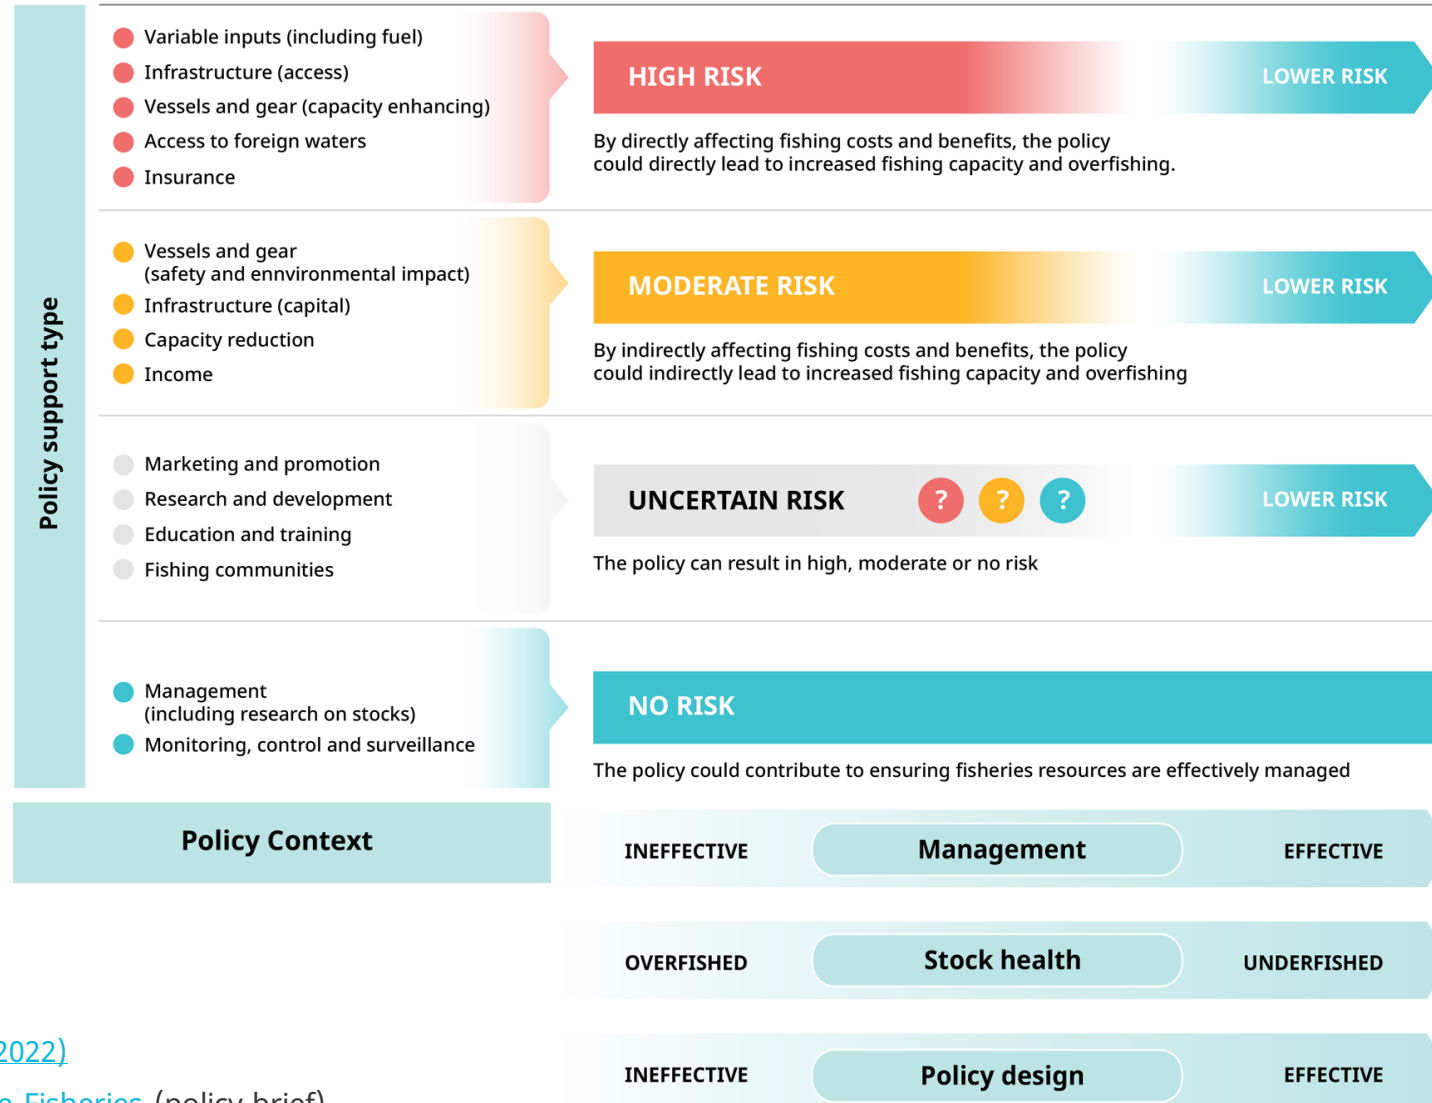 Policy support type
Variable inputs (including fuel)
Infrastructure (access)
Vessels and gear (capacity enhancing)
Access to foreign waters
Insurance
HIGH RISK
LOWER RISK
By directly affecting fishing costs and benefits, the policy
could directly lead to increased fishing capacity and overfishing.
Vessels and gear
(safety and ennvironmental impact)
Infrastructure (capital)
Capacity reduction
Income
MODERATE RISK
LOWER RISK
By indirectly affecting fishing costs and benefits, the policy
could indirectly lead to increased fishing capacity and overfishing
Marketing and promotion
Research and development
Education and training
Fishing communities
UNCERTAIN RISK ? ? ?
LOWER RISK
The policy can result in high, moderate or no risk
Management
(including research on stocks)
Monitoring, control and surveillance
NO RISK
The policy could contribute to ensuring fisheries resources are effectively managed
Policy Context
INEFFECTIVE Management EFFECTIVE
OVERFISHED Stock health UNDERFISHED
INEFFECTIVE Policy design EFFECTIVE
2022)
e Fisheries (policy brief)